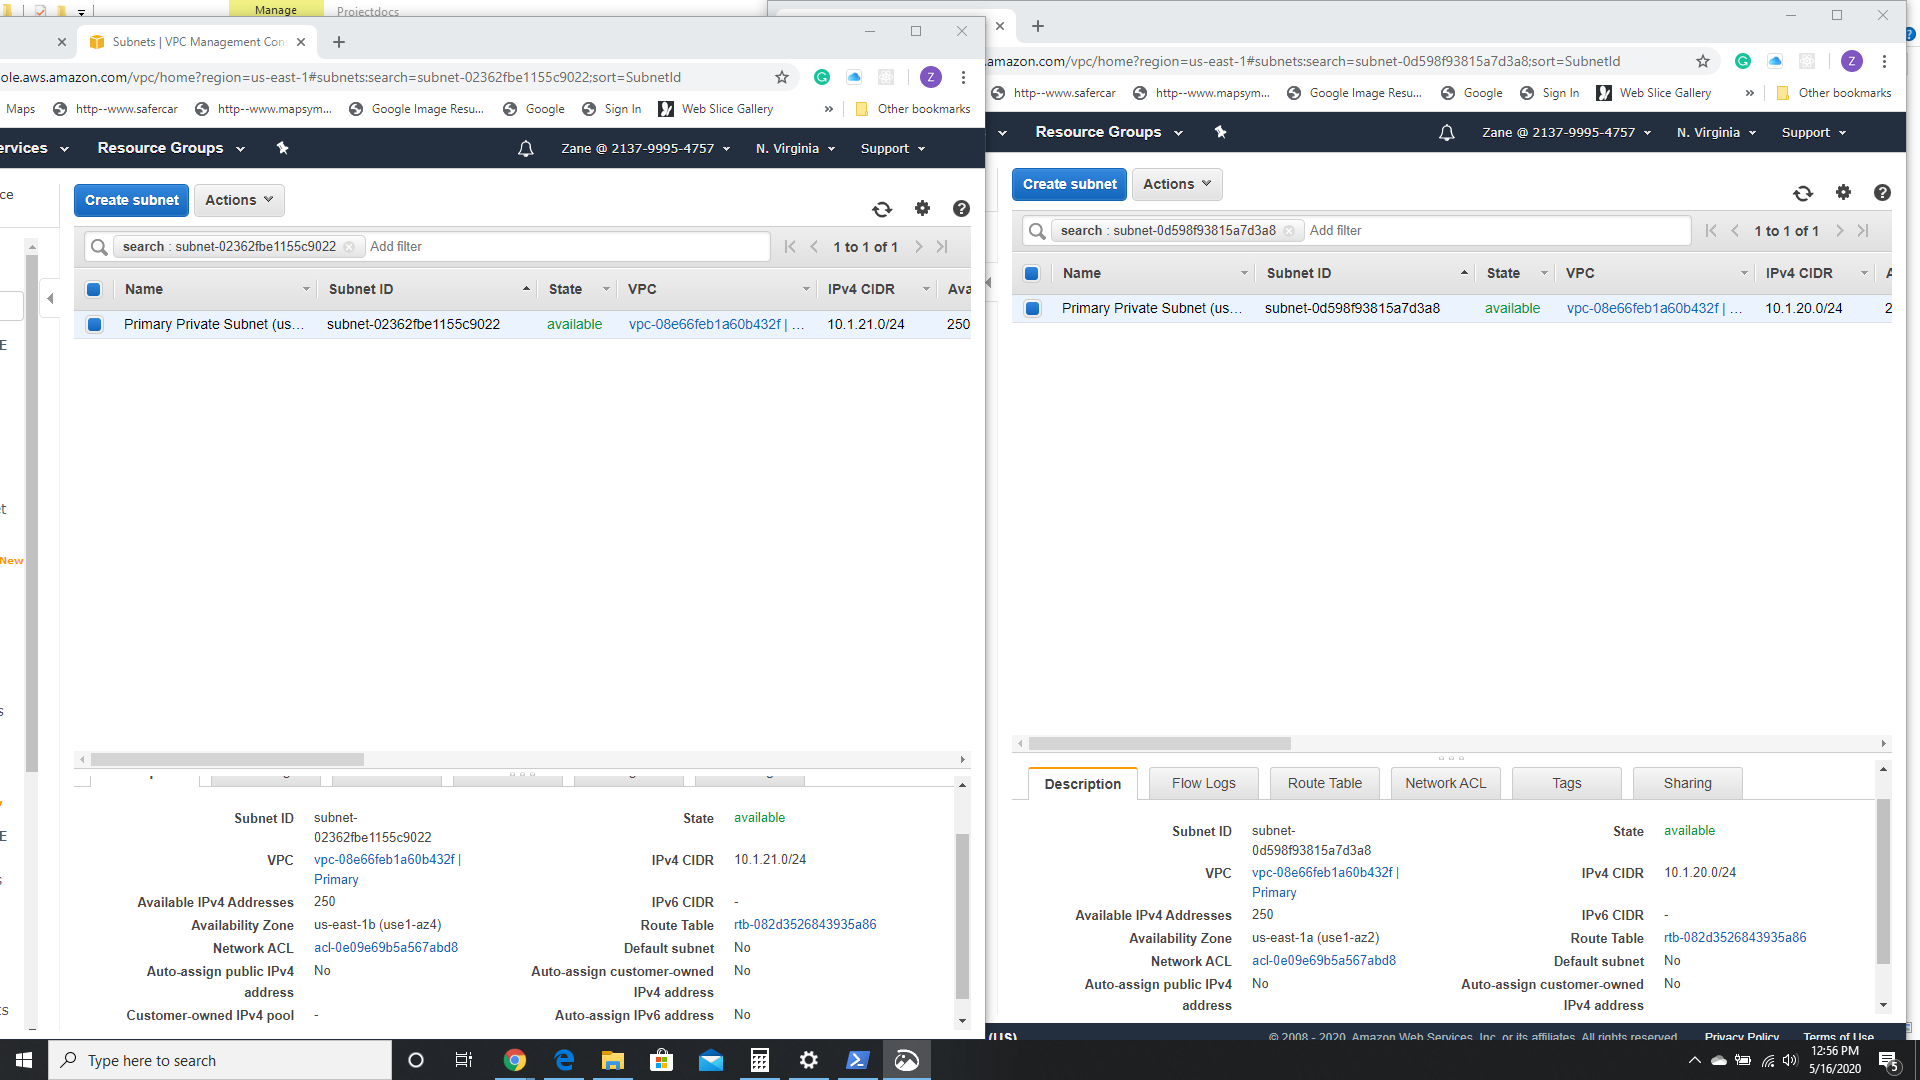 Manage
Projectdocs
Subnets | VPC Management Con
ole.aws.amazon.com/vpc/home?region=us-east-1#subnets:search=subnet-02362fbe1155c9022;sort=SubnetId
Z
Maps
http--www.safercar
http--www.mapsym...
Google Image Resu...
Google
Sign In
Web Slice Gallery
»
Other bookmarks
ervices
Resource Groups
Zane @ 2137-9995-4757
N. Virginia
Support
ce
Create subnet
Actions
search : subnet-02362fbe1155c9022
Add filter
1 to 1 of 1
Name
Subnet ID
State
VPC
IPv4 CIDR
Ava
Primary Private Subnet (us...
subnet-02362fbe1155c9022
available
vpc-08e66feb1a60b432f | ...
10.1.21.0/24
250
E
et
New
s
E
ts
Subnet ID
subnet-
02362fbe1155c9022
State
available
VPC
vpc-08e66feb1a60b432f |
Primary
IPv4 CIDR
10.1.21.0/24
Available IPv4 Addresses
250
IPv6 CIDR
-
Availability Zone
us-east-1b (use1-az4)
Route Table
rtb-082d3526843935a86
Network ACL
acl-0e09e69b5a567abd8
Default subnet
No
Auto-assign public IPv4
address
No
Auto-assign customer-owned
IPv4 address
No
Customer-owned IPv4 pool
-
Auto-assign IPv6 address
No
amazon.com/vpc/home?region=us-east-1#subnets:search=subnet-0d598f93815a7d3a8;sort=SubnetId
Z
http--www.safercar
http--www.mapsym...
Google Image Resu...
Google
Sign In
Web Slice Gallery
»
Other bookmarks
Resource Groups
Zane @ 2137-9995-4757
N. Virginia
Support
Create subnet
Actions
search : subnet-0d598f93815a7d3a8
Add filter
1 to 1 of 1
Name
Subnet ID
State
VPC
IPv4 CIDR
A
Primary Private Subnet (us...
subnet-0d598f93815a7d3a8
available
vpc-08e66feb1a60b432f | ...
10.1.20.0/24
2
Description
Flow Logs
Route Table
Network ACL
Tags
Sharing
Subnet ID
subnet-
0d598f93815a7d3a8
State
available
VPC
vpc-08e66feb1a60b432f |
Primary
IPv4 CIDR
10.1.20.0/24
Available IPv4 Addresses
250
IPv6 CIDR
-
Availability Zone
us-east-1a (use1-az2)
Route Table
rtb-082d3526843935a86
Network ACL
acl-0e09e69b5a567abd8
Default subnet
No
Auto-assign public IPv4
address
No
Auto-assign customer-owned
IPv4 address
No
(US)
© 2008 - 2020, Amazon Web Services, Inc. or its affiliates. All rights reserved.
Privacy Policy
Terms of Use
Type here to search
12:56 PM
5/16/2020
5